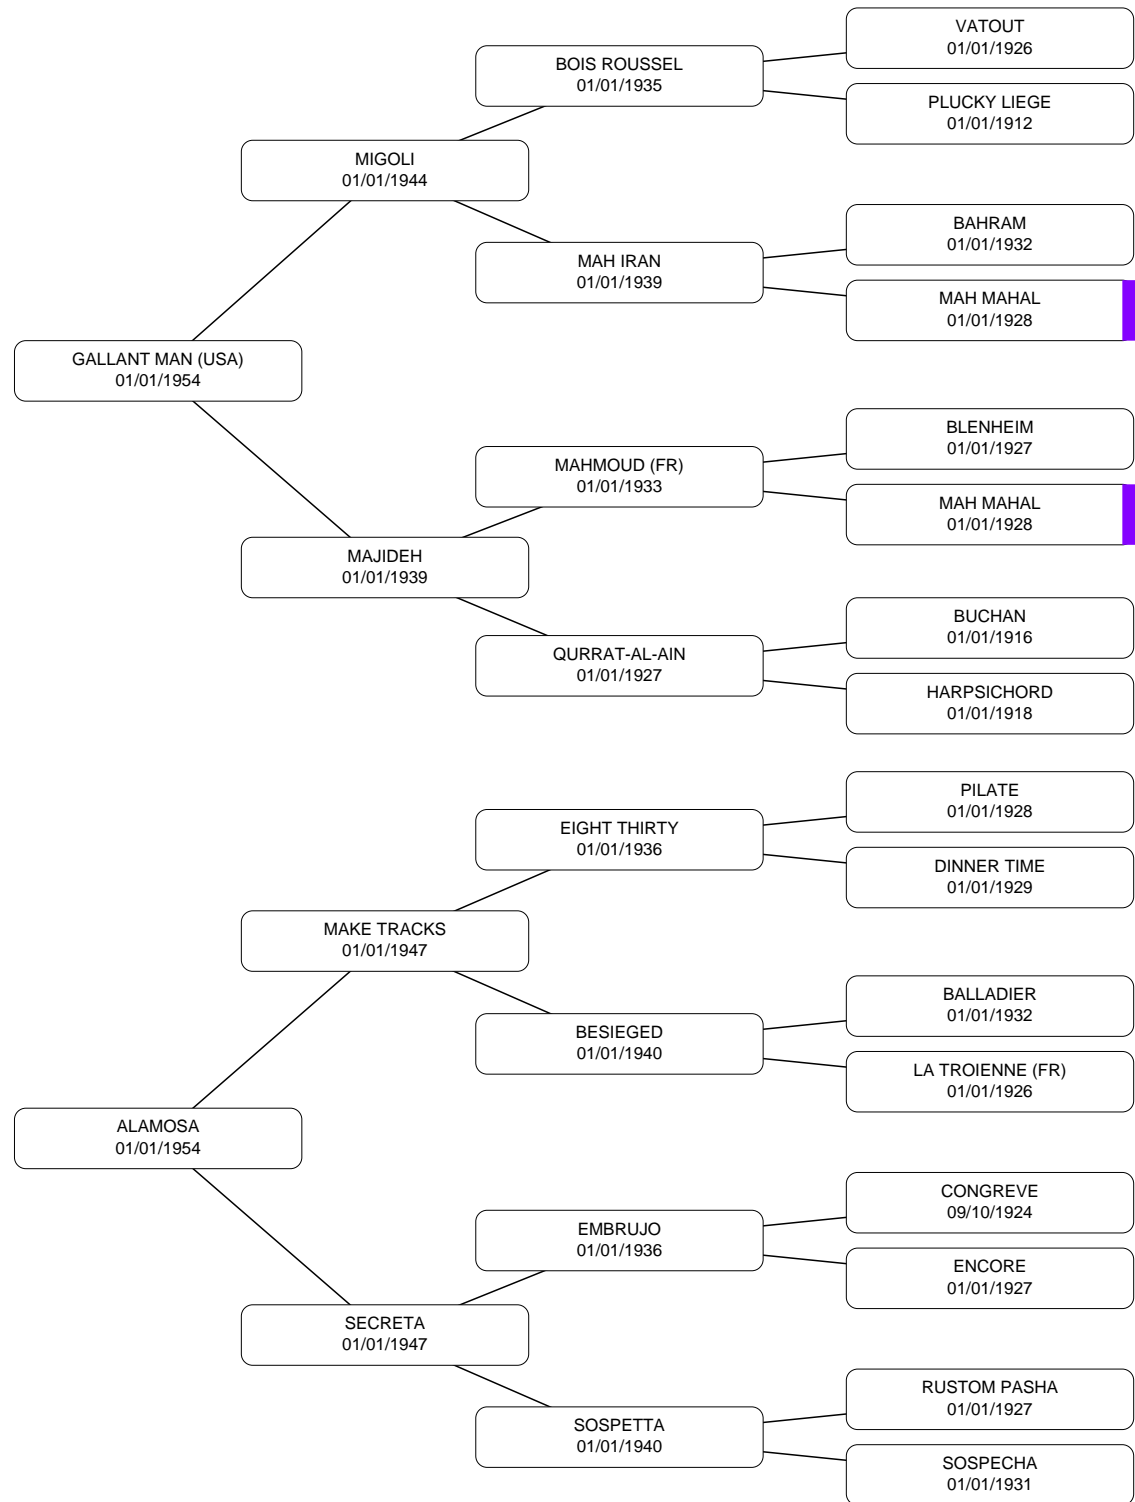 VATOUT
01/01/1926
BOIS ROUSSEL
01/01/1935
PLUCKY LIEGE
01/01/1912
MIGOLI
01/01/1944
BAHRAM
01/01/1932
MAH IRAN
01/01/1939
MAH MAHAL
01/01/1928
GALLANT MAN (USA)
01/01/1954
BLENHEIM
01/01/1927
MAHMOUD (FR)
01/01/1933
MAH MAHAL
01/01/1928
MAJIDEH
01/01/1939
BUCHAN
01/01/1916
QURRAT-AL-AIN
01/01/1927
HARPSICHORD
01/01/1918
PILATE
01/01/1928
EIGHT THIRTY
01/01/1936
DINNER TIME
01/01/1929
MAKE TRACKS
01/01/1947
BALLADIER
01/01/1932
BESIEGED
01/01/1940
LA TROIENNE (FR)
01/01/1926
ALAMOSA
01/01/1954
CONGREVE
09/10/1924
EMBRUJO
01/01/1936
ENCORE
01/01/1927
SECRETA
01/01/1947
RUSTOM PASHA
01/01/1927
SOSPETTA
01/01/1940
SOSPECHA
01/01/1931